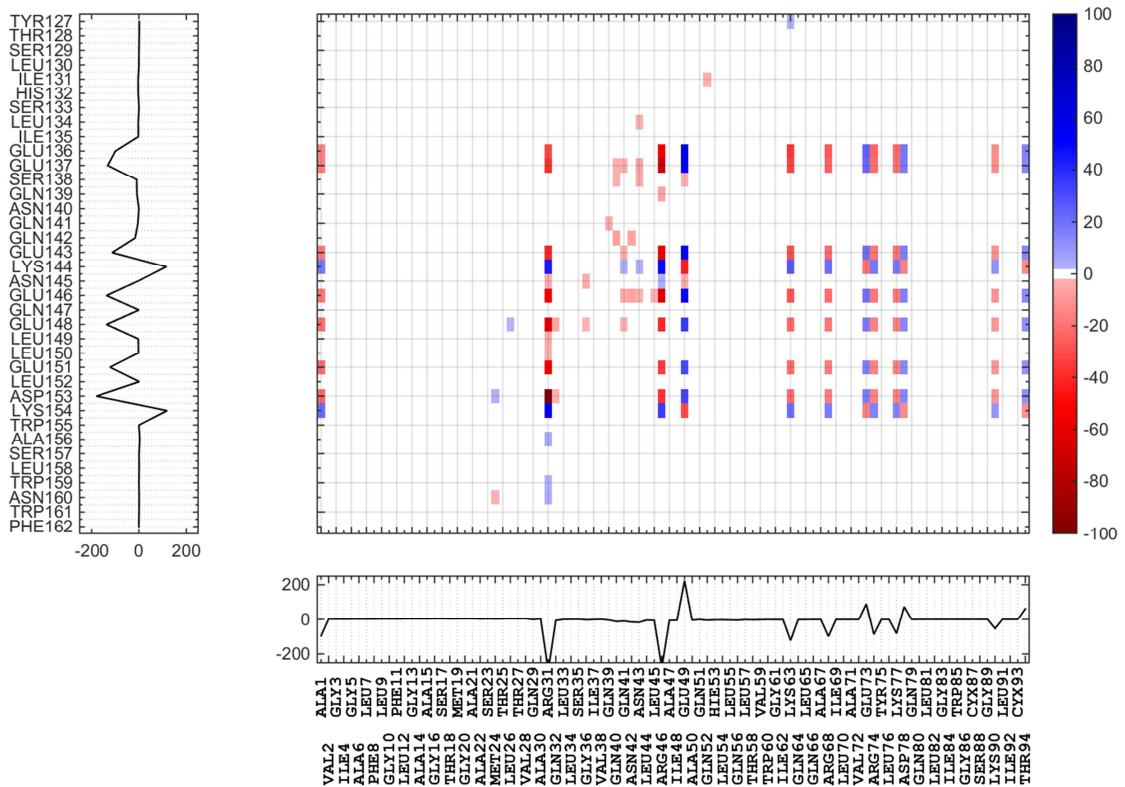 TYR127
THR128
SER129
LEU130
ILE131
HIS132
SER133
LEU134
ILE135
GLU136
GLU137
SER138
GLN139
ASN140
GLN141
GLN142
GLU143
LYS144
ASN145
GLU146
GLN147
GLU148
LEU149
LEU150
GLU151
LEU152
ASP153
LYS154
TRP155
ALA156
SER157
LEU158
TRP159
ASN160
TRP161
PHE162
-200 0 200
100
80
60
40
20
0
-20
-40
-60
-80
-100
200
0
-200
ALA1
VAL2
GLY3
ILE4
GLY5
ALA6
LEU7
PHE8
LEU9
GLY10
PHE11
LEU12
GLY13
ALA14
ALA15
GLY16
SER17
THR18
MET19
GLY20
ALA21
ALA22
SER23
MET24
THR25
LEU26
THR27
VAL28
GLN29
ALA30
ARG31
GLN32
LEU33
LEU34
SER35
GLY36
ILE37
VAL38
GLN39
GLN40
GLN41
ASN42
ASN43
LEU44
LEU45
ARG46
ALA47
ILE48
GLU49
ALA50
GLN51
GLN52
HIE53
LEU54
LEU55
GLN56
LEU57
THR58
VAL59
TRP60
GLY61
ILE62
LYS63
GLN64
LEU65
GLN66
ALA67
ARG68
ILE69
LEU70
ALA71
VAL72
GLU73
ARG74
TYR75
LEU76
LYS77
ASP78
GLN79
GLN80
LEU81
LEU82
GLY83
ILE84
TRP85
GLY86
CYX87
SER88
GLY89
LYS90
LEU91
ILE92
CYX93
THR94